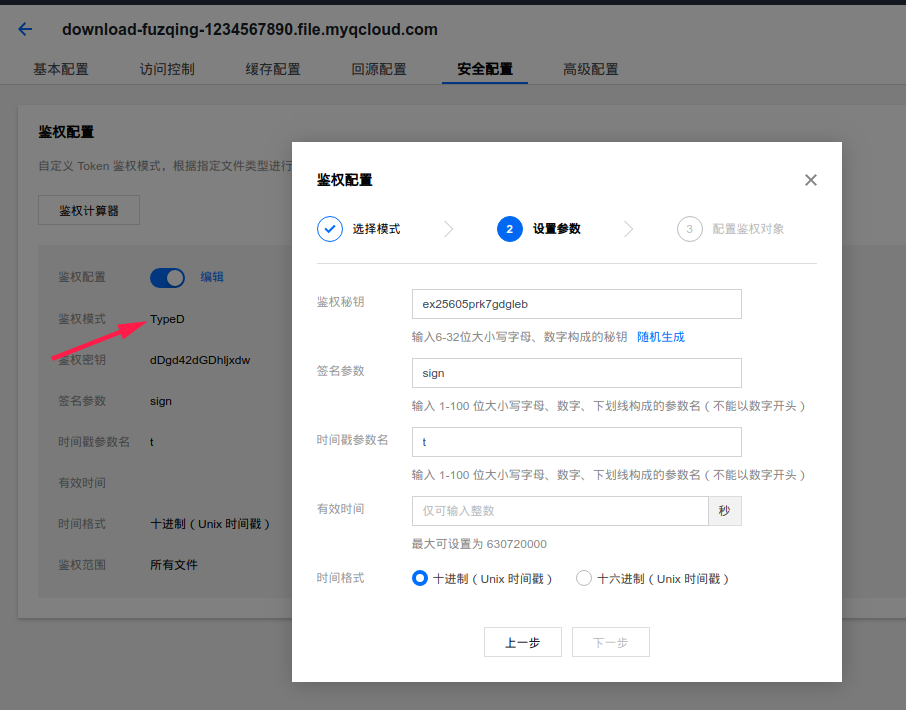 download-fuzqing-1234567890.file.myqcloud.com
基本配置 访问控制 缓存配置 回源配置 安全配置 高级配置
鉴权配置
自定义 Token 鉴权模式，根据指定文件类型进行
鉴权计算器
鉴权配置 编辑
鉴权模式 TypeD
鉴权密钥 dDgd42dGDhljxdw
签名参数 sign
时间戳参数名 t
有效时间
时间格式 十进制（Unix 时间戳）
鉴权范围 所有文件
鉴权配置
选择模式 2 设置参数 3 配置鉴权对象
鉴权秘钥 ex25605prk7gdgleb
输入6-32位大小写字母、数字构成的秘钥 随机生成
签名参数 sign
输入 1-100 位大小写字母、数字、下划线构成的参数名（不能以数字开头）
时间戳参数名 t
输入 1-100 位大小写字母、数字、下划线构成的参数名（不能以数字开头）
有效时间 仅可输入整数 秒
最大可设置为 630720000
时间格式 十进制（Unix 时间戳） 十六进制（Unix 时间戳）
上一步 下一步